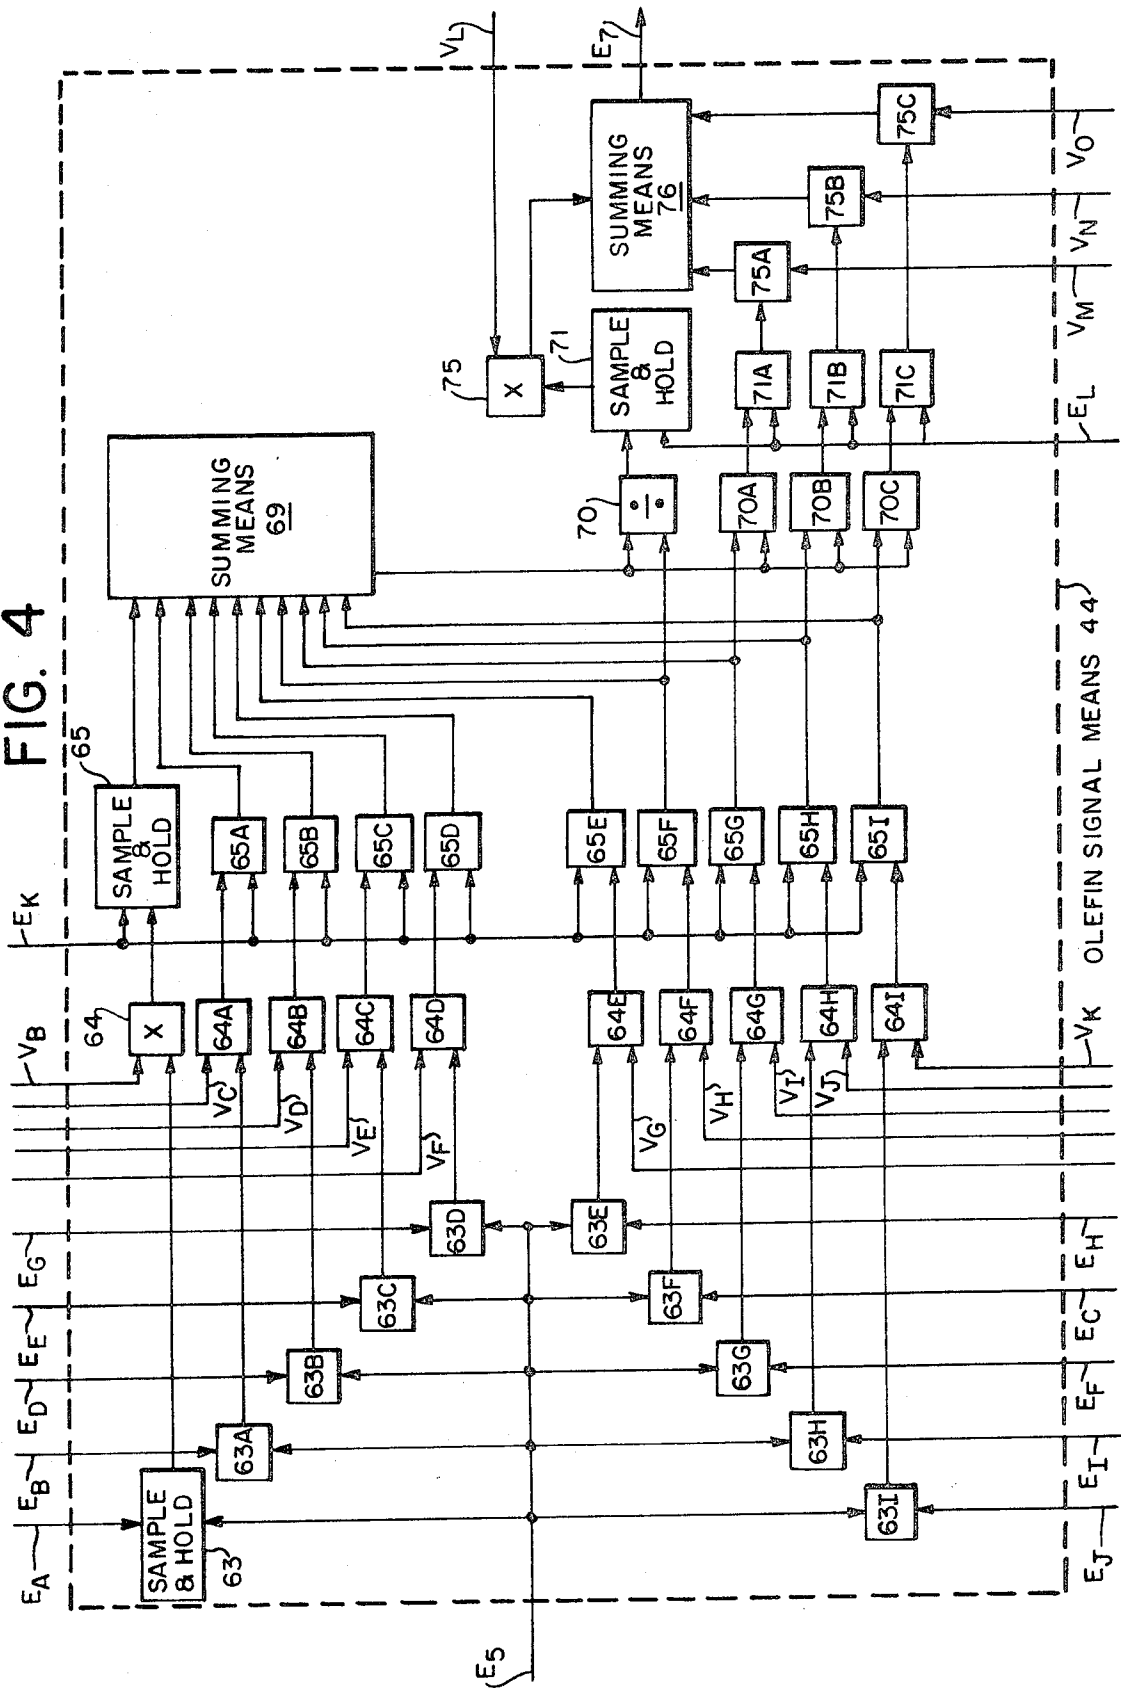 FIG. 4
EA
EB
ED
EE
EG
VB
EK
VL
E7
SAMPLE
& HOLD
63
63A
63B
63C
63D
63E
63F
63G
63H
63I
E5
EJ
EI
EF
EC
EH
VC
VD
VE
VF
VG
VH
VI
VJ
VK
64
X
64A
64B
64C
64D
64E
64F
64G
64H
64I
65
SAMPLE
&
HOLD
65A
65B
65C
65D
65E
65F
65G
65H
65I
SUMMING
MEANS
69
70
÷
70A
70B
70C
71
SAMPLE
&
HOLD
71A
71B
71C
EL
75
X
75A
75B
75C
SUMMING
MEANS
76
VM
VN
VO
OLEFIN SIGNAL MEANS 44